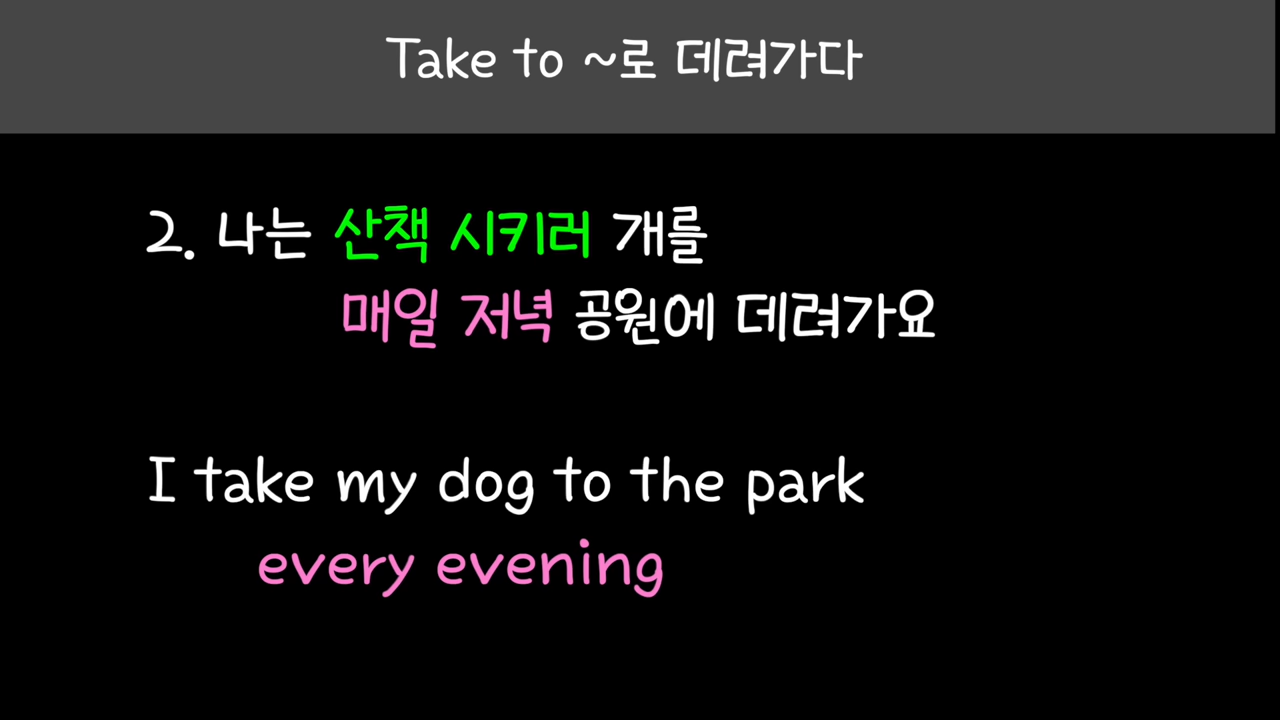 Take to ~로 데려가다
2. 나는 산책 시키러 개를
매일 저녁 공원에 데려가요
I take my dog to the park
every evening